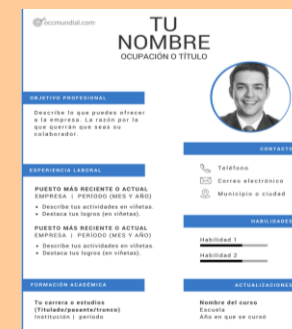 occmundial.com
TU
NOMBRE
OCUPACIÓN O TÍTULO
OBJETIVO PROFESIONAL
Describe lo que puedes ofrecer
a la empresa. La razón por la
que querrán que seas su
colaborador.
EXPERIENCIA LABORAL
PUESTO MÁS RECIENTE O ACTUAL
EMPRESA | PERÍODO (MES Y AÑO)
• Describe tus actividades en viñetas.
• Destaca tus logros (en viñetas).
PUESTO MÁS RECIENTE O ACTUAL
EMPRESA | PERÍODO (MES Y AÑO)
• Describe tus actividades en viñetas.
• Destaca tus logros (en viñetas).
FORMACIÓN ACADÉMICA
Tu carrera o estudios
(Titulado/pasante/trunco)
Institución | período
CONTACTO
Teléfono
Correo electrónico
Municipio o ciudad
HABILIDADES
Habilidad 1
Habilidad 2
ACTUALIZACIONES
Nombre del curso
Escuela
Año en que se cursó